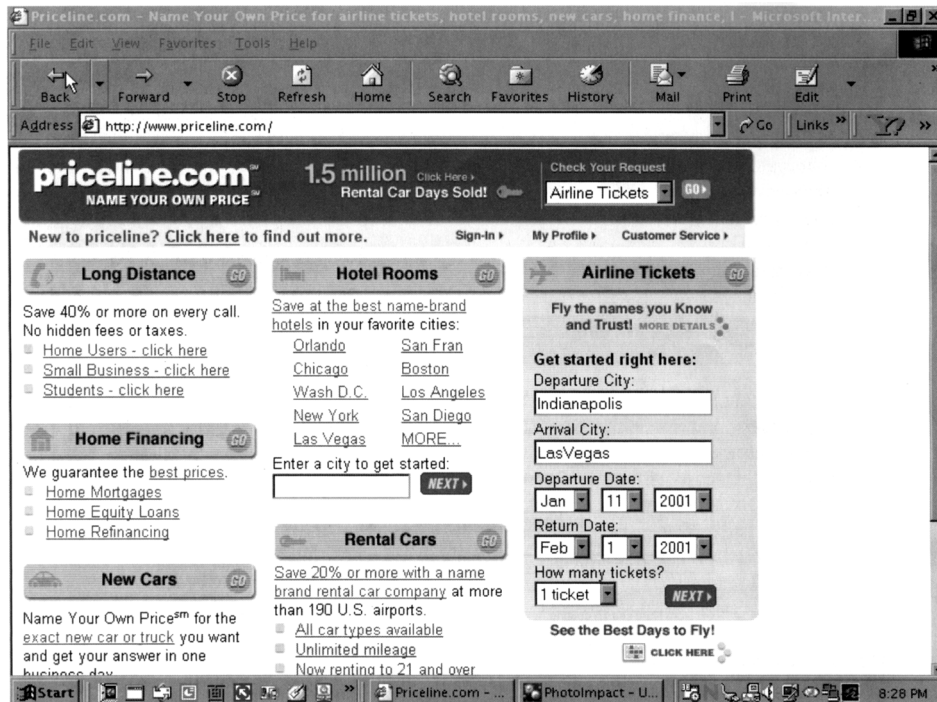 Priceline.com - Name Your Own Price for airline tickets, hotel rooms, new cars, home finance, l - Microsoft Inter...
File Edit View Favorites Tools Help
Back Forward Stop Refresh Home Search Favorites History Mail Print Edit »
Address http://www.priceline.com/ Go Links » »
priceline.com℠
NAME YOUR OWN PRICE℠
1.5 million Click Here
Rental Car Days Sold!
Check Your Request
Airline Tickets GO
New to priceline? Click here to find out more. Sign-In My Profile Customer Service
Long Distance GO
Save 40% or more on every call.
No hidden fees or taxes.
Home Users - click here
Small Business - click here
Students - click here
Home Financing GO
We guarantee the best prices.
Home Mortgages
Home Equity Loans
Home Refinancing
New Cars GO
Name Your Own Price℠ for the
exact new car or truck you want
and get your answer in one
business day
Hotel Rooms GO
Save at the best name-brand
hotels in your favorite cities:
Orlando San Fran
Chicago Boston
Wash D.C. Los Angeles
New York San Diego
Las Vegas MORE...
Enter a city to get started:
NEXT
Rental Cars GO
Save 20% or more with a name
brand rental car company at more
than 190 U.S. airports.
All car types available
Unlimited mileage
Now renting to 21 and over
Airline Tickets GO
Fly the names you Know
and Trust! MORE DETAILS
Get started right here:
Departure City:
Indianapolis
Arrival City:
LasVegas
Departure Date:
Jan 11 2001
Return Date:
Feb 1 2001
How many tickets?
1 ticket NEXT
See the Best Days to Fly!
CLICK HERE
Start » Priceline.com - ... PhotoImpact - U... 8:28 PM